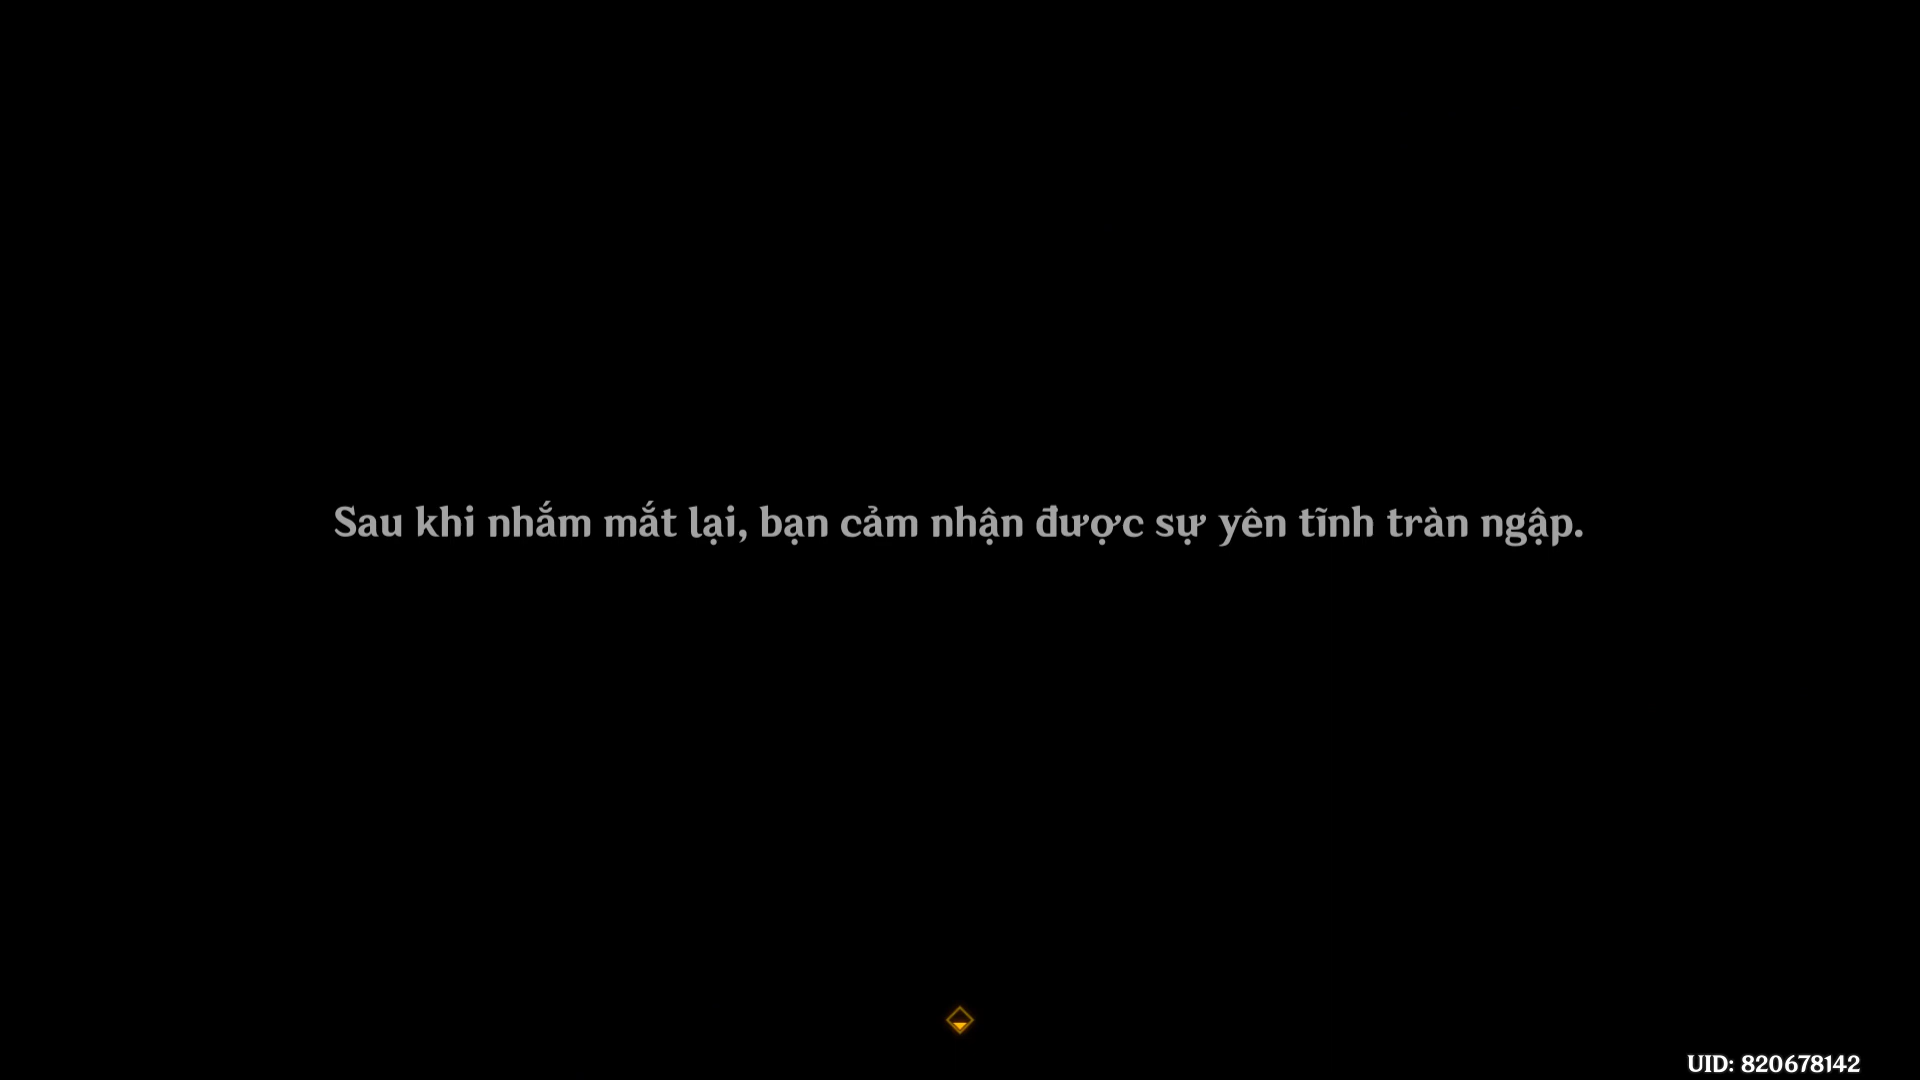 Sau khi nhắm mắt lại, bạn cảm nhận được sự yên tĩnh tràn ngập.
UID: 820678142